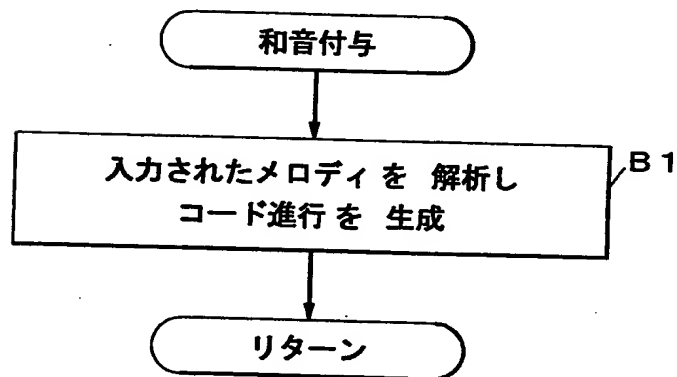 和音付与
入力されたメロディを 解析し
B1
コード進行を 生成
リターン